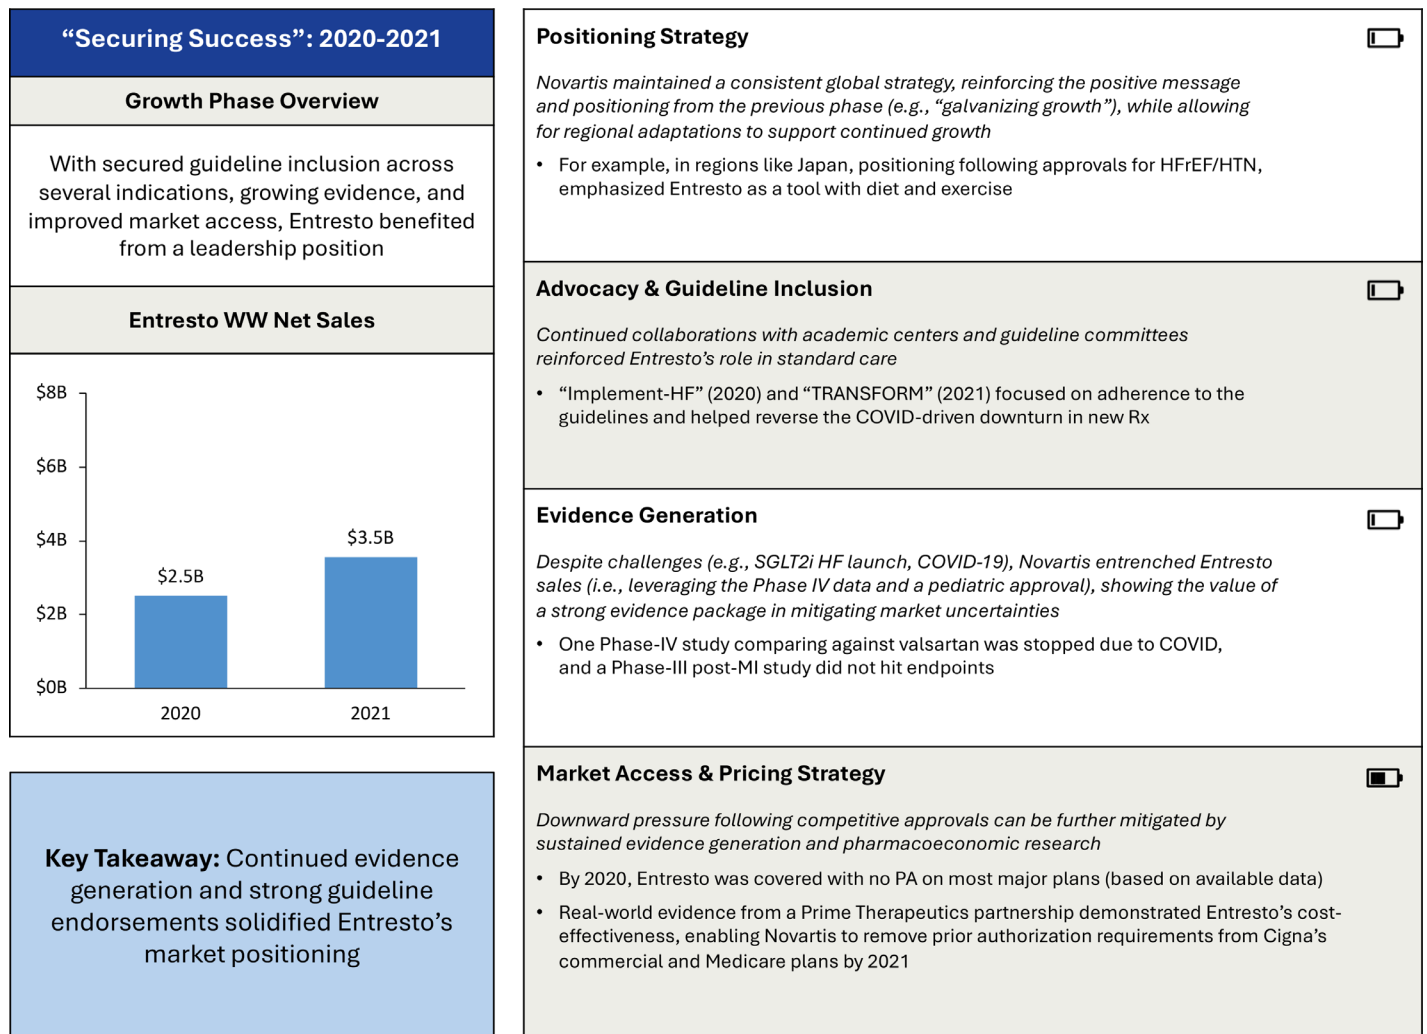 “Securing Success”: 2020-2021
Growth Phase Overview
With secured guideline inclusion across
several indications, growing evidence, and
improved market access, Entresto benefited
from a leadership position
Entresto WW Net Sales
$8B
$6B
$4B
$2B
$0B
$2.5B
$3.5B
2020
2021
Key Takeaway: Continued evidence
generation and strong guideline
endorsements solidified Entresto’s
market positioning
Positioning Strategy
Novartis maintained a consistent global strategy, reinforcing the positive message
and positioning from the previous phase (e.g., “galvanizing growth”), while allowing
for regional adaptations to support continued growth
• For example, in regions like Japan, positioning following approvals for HFrEF/HTN,
emphasized Entresto as a tool with diet and exercise
Advocacy & Guideline Inclusion
Continued collaborations with academic centers and guideline committees
reinforced Entresto’s role in standard care
• “Implement-HF” (2020) and “TRANSFORM” (2021) focused on adherence to the
guidelines and helped reverse the COVID-driven downturn in new Rx
Evidence Generation
Despite challenges (e.g., SGLT2i HF launch, COVID-19), Novartis entrenched Entresto
sales (i.e., leveraging the Phase IV data and a pediatric approval), showing the value of
a strong evidence package in mitigating market uncertainties
• One Phase-IV study comparing against valsartan was stopped due to COVID,
and a Phase-III post-MI study did not hit endpoints
Market Access & Pricing Strategy
Downward pressure following competitive approvals can be further mitigated by
sustained evidence generation and pharmacoeconomic research
• By 2020, Entresto was covered with no PA on most major plans (based on available data)
• Real-world evidence from a Prime Therapeutics partnership demonstrated Entresto’s cost-
effectiveness, enabling Novartis to remove prior authorization requirements from Cigna’s
commercial and Medicare plans by 2021